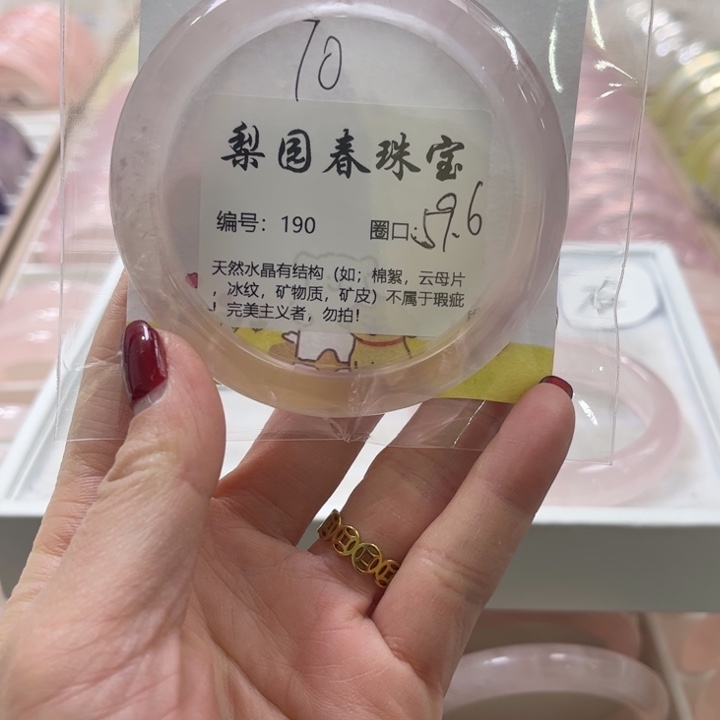 70
梨园春珠宝
编号：190 圈口：59.6
天然水晶有结构（如；棉絮，云母片
，冰纹，矿物质，矿皮）不属于瑕疵
！完美主义者，勿拍！